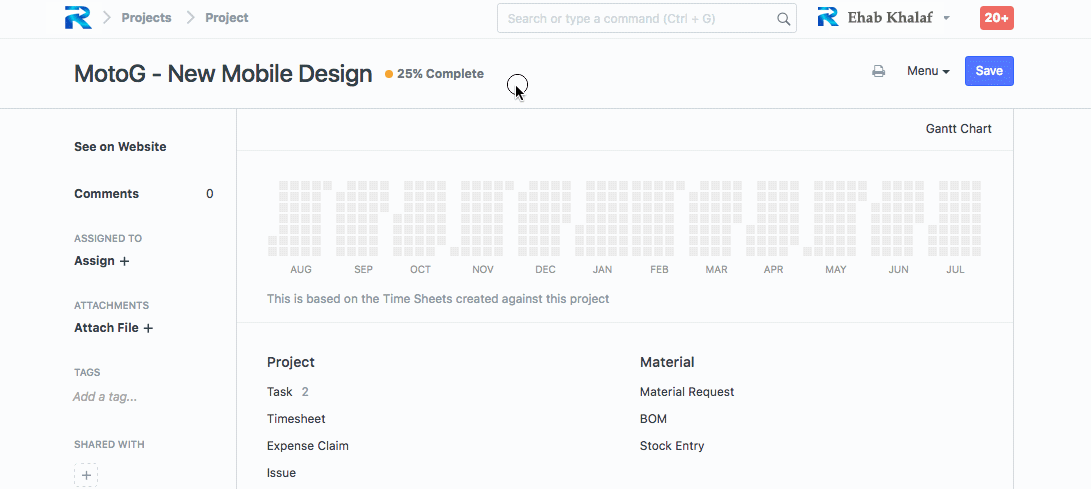 Projects Project Search or type a command (Ctrl + G) Ehab Khalaf 20+
MotoG - New Mobile Design 25% Complete Menu Save
See on Website
Comments 0
ASSIGNED TO
Assign +
ATTACHMENTS
Attach File +
TAGS
Add a tag...
SHARED WITH
+
Gantt Chart
AUG SEP OCT NOV DEC JAN FEB MAR APR MAY JUN JUL
This is based on the Time Sheets created against this project
Project
Task 2
Timesheet
Expense Claim
Issue
Material
Material Request
BOM
Stock Entry